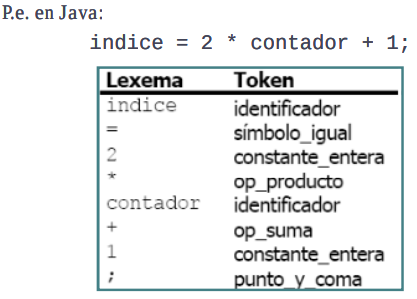 P.e. en Java:
indice = 2 * contador + 1;
Lexema Token
indice identificador
= símbolo_igual
2 constante_entera
* op_producto
contador identificador
+ op_suma
1 constante_entera
; punto_y_coma